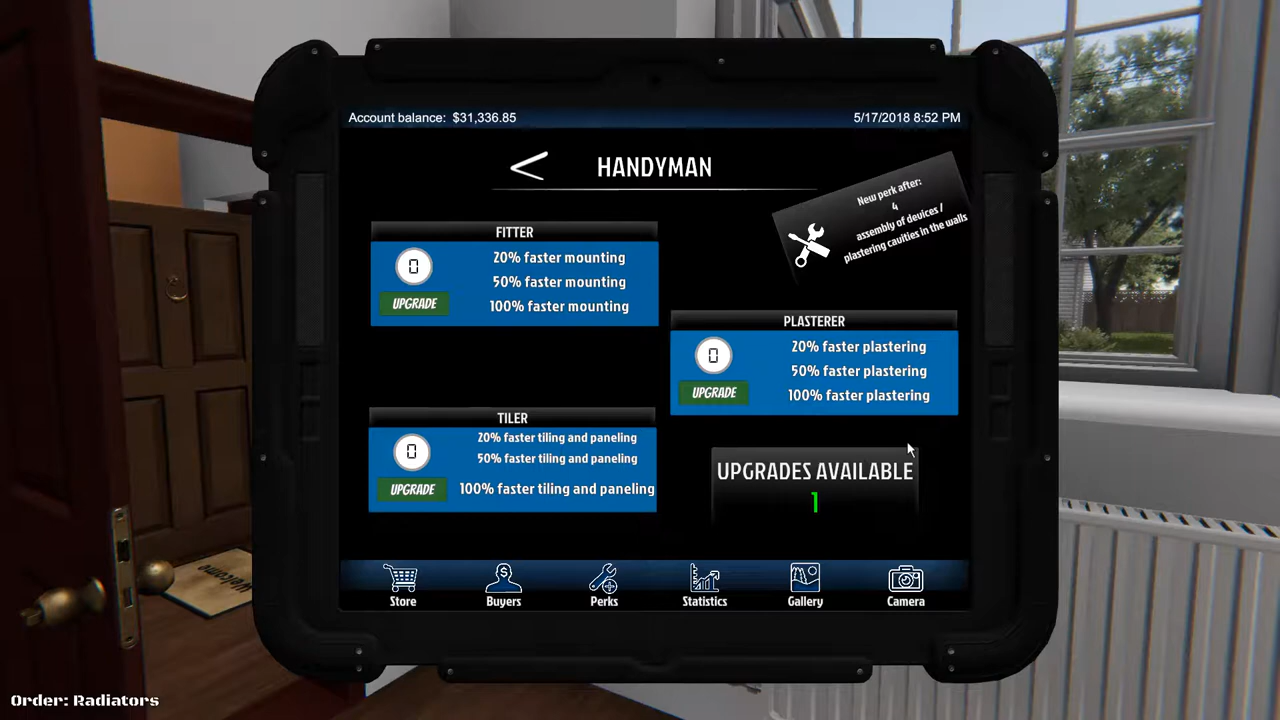 Account balance: $31,336.85
5/17/2018 8:52 PM
HANDYMAN
New perk after:
4
assembly of devices /
plastering cavities in the walls
FITTER
0
UPGRADE
20% faster mounting
50% faster mounting
100% faster mounting
PLASTERER
0
UPGRADE
20% faster plastering
50% faster plastering
100% faster plastering
TILER
0
UPGRADE
20% faster tiling and paneling
50% faster tiling and paneling
100% faster tiling and paneling
UPGRADES AVAILABLE
1
Store
Buyers
Perks
Statistics
Gallery
Camera
Welcome
Order: Radiators